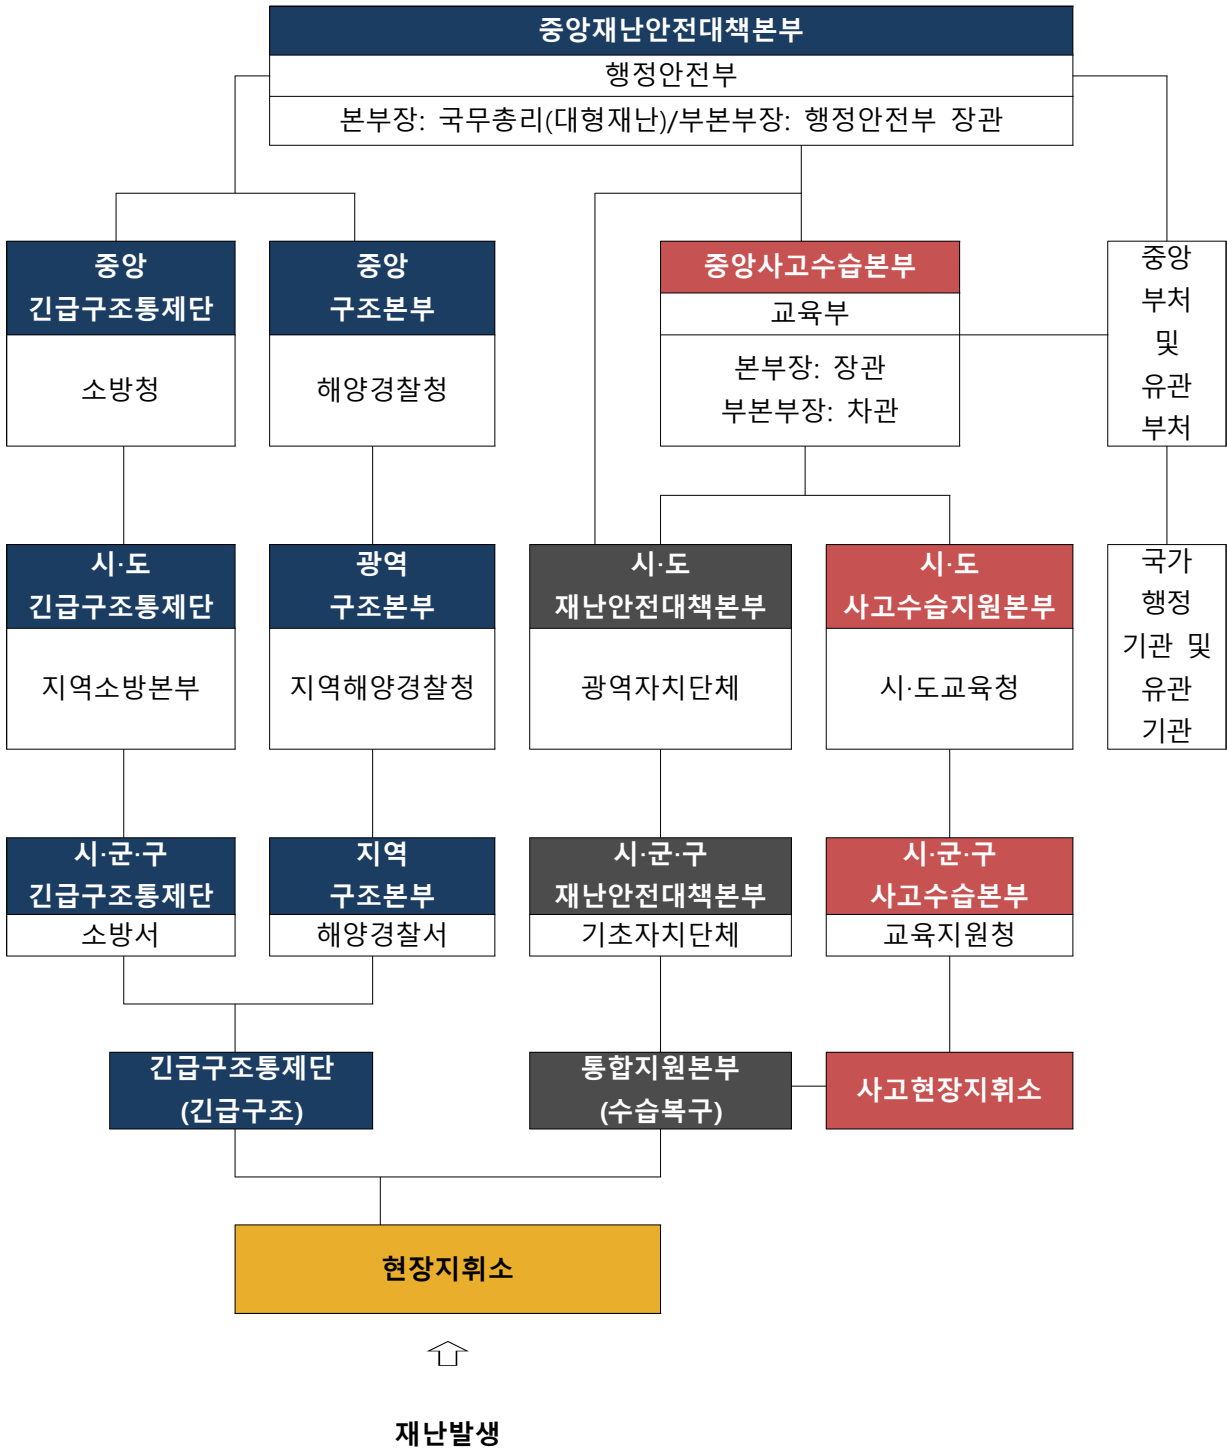 중앙재난안전대책본부
행정안전부
본부장: 국무총리(대형재난)/부본부장: 행정안전부 장관
중앙
긴급구조통제단
소방청
중앙
구조본부
해양경찰청
중앙사고수습본부
교육부
본부장: 장관
부본부장: 차관
중앙
부처
및
유관
부처
시·도
긴급구조통제단
지역소방본부
광역
구조본부
지역해양경찰청
시·도
재난안전대책본부
광역자치단체
시·도
사고수습지원본부
시·도교육청
국가
행정
기관 및
유관
기관
시·군·구
긴급구조통제단
소방서
지역
구조본부
해양경찰서
시·군·구
재난안전대책본부
기초자치단체
시·군·구
사고수습본부
교육지원청
긴급구조통제단
(긴급구조)
통합지원본부
(수습복구)
사고현장지휘소
현장지휘소
재난발생